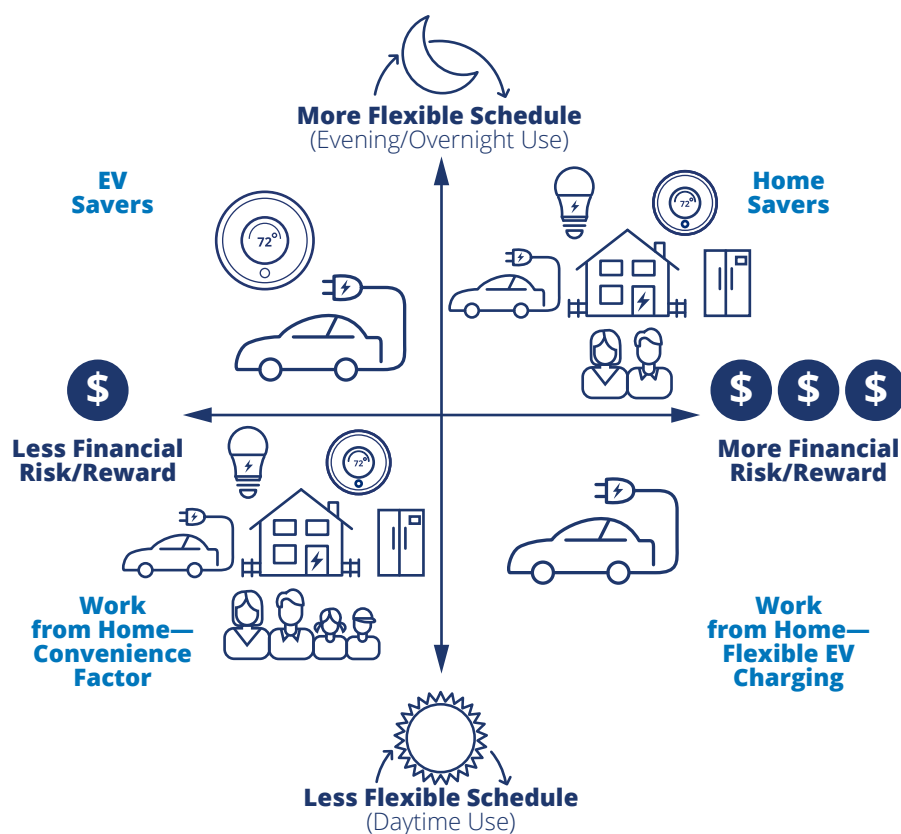 More Flexible Schedule
(Evening/Overnight Use)
EV
Savers
Home
Savers
72°
72°
$
$ $ $
Less Financial
Risk/Reward
More Financial
Risk/Reward
72°
Work
from Home—
Convenience
Factor
Work
from Home—
Flexible EV
Charging
Less Flexible Schedule
(Daytime Use)